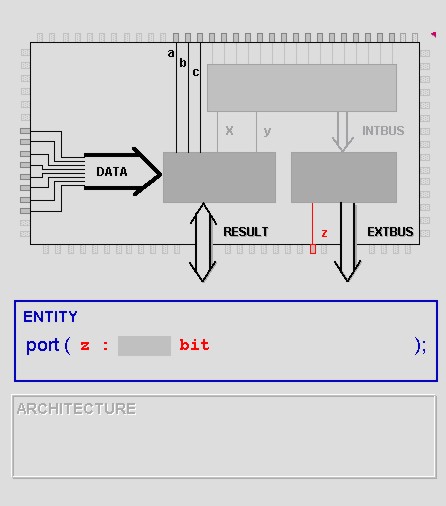 a
b
c
X y INTBUS
DATA
RESULT z EXTBUS
ENTITY
port ( z : bit );
ARCHITECTURE